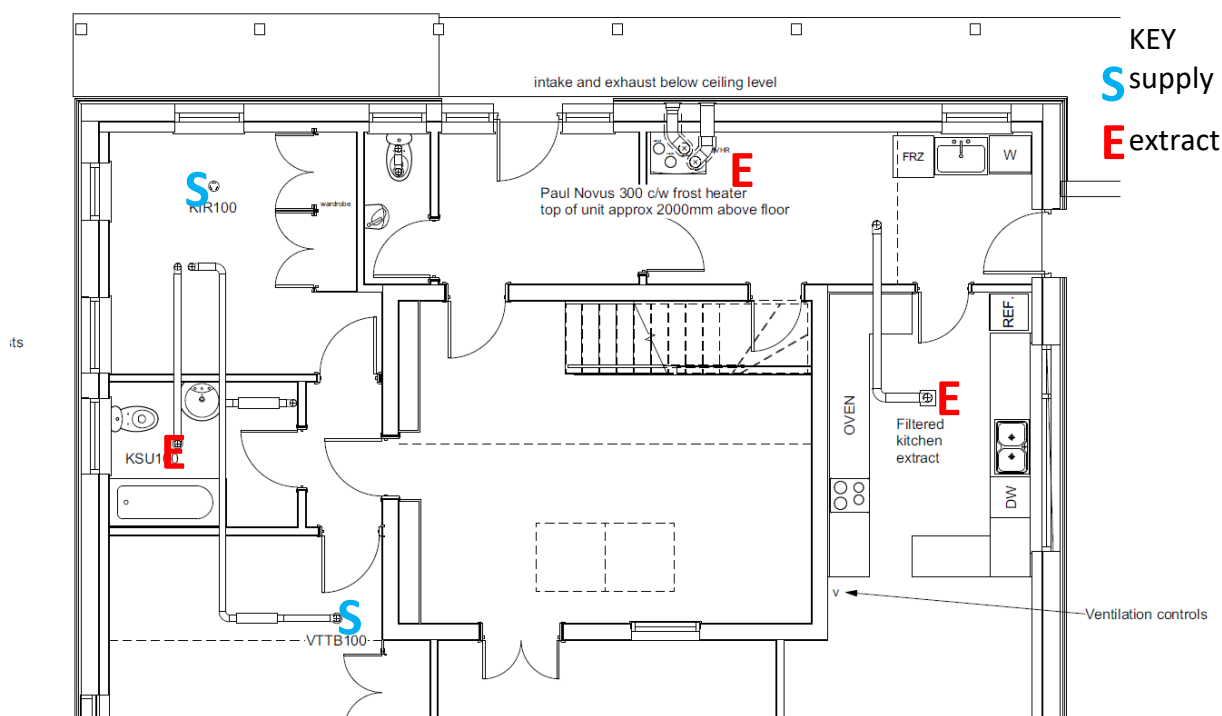 KEY
S supply
E extract
intake and exhaust below ceiling level
FRZ
W
E
Paul Novus 300 c/w frost heater
top of unit approx 2000mm above floor
S
KIR100
wardrobe
REF.
sts
E
OVEN
Filtered
kitchen
extract
KSU100
E
DW
S
VTTB100
V
Ventilation controls